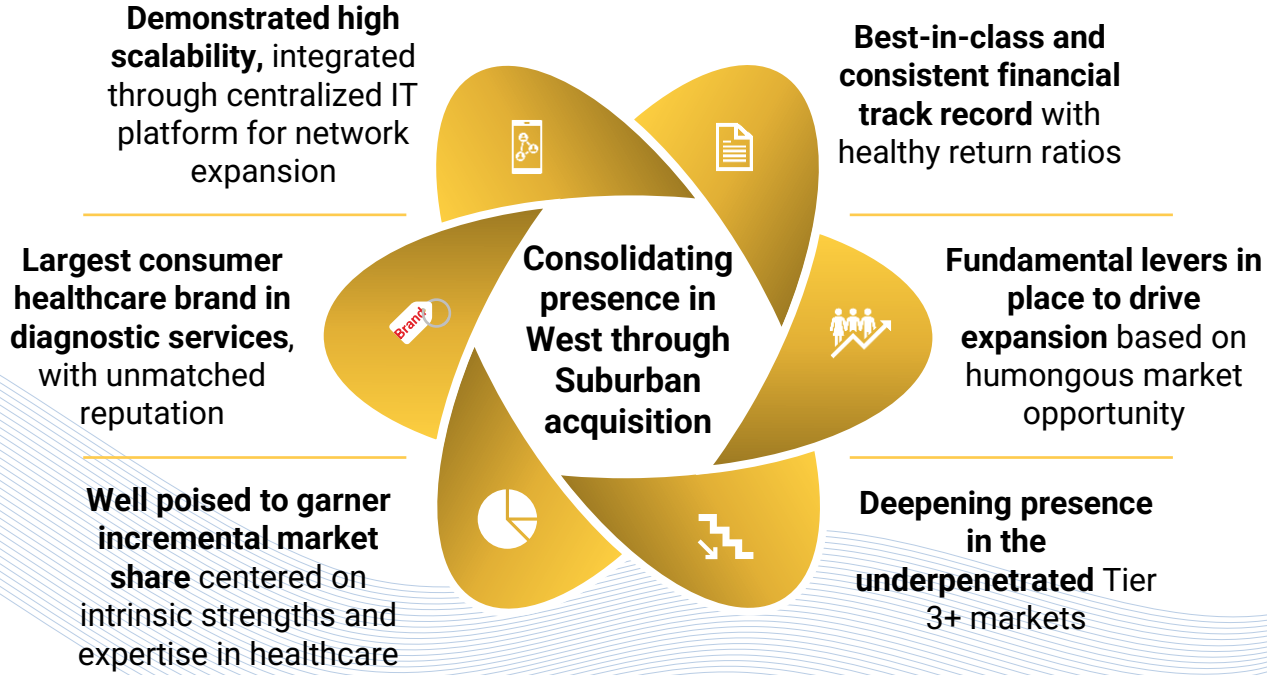 Demonstrated high
scalability, integrated
through centralized IT
platform for network
expansion
Largest consumer
healthcare brand in
diagnostic services,
with unmatched
reputation
Well poised to garner
incremental market
share centered on
intrinsic strengths and
expertise in healthcare
Brand
Consolidating
presence in
West through
Suburban
acquisition
Best-in-class and
consistent financial
track record with
healthy return ratios
Fundamental levers in
place to drive
expansion based on
humongous market
opportunity
Deepening presence
in the
underpenetrated Tier
3+ markets